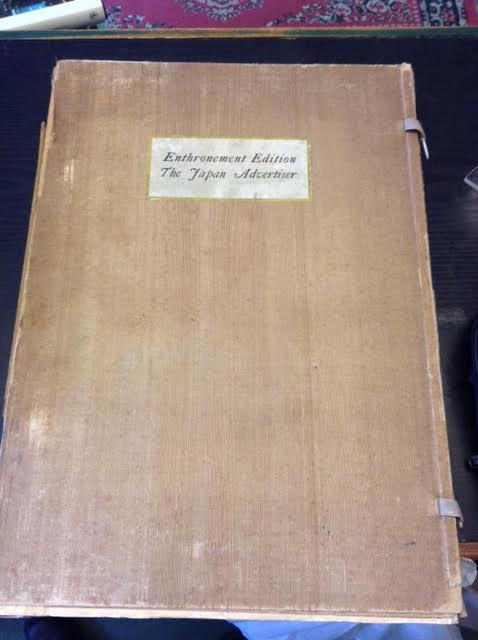 Enthronement Edition
The Japan Advertiser